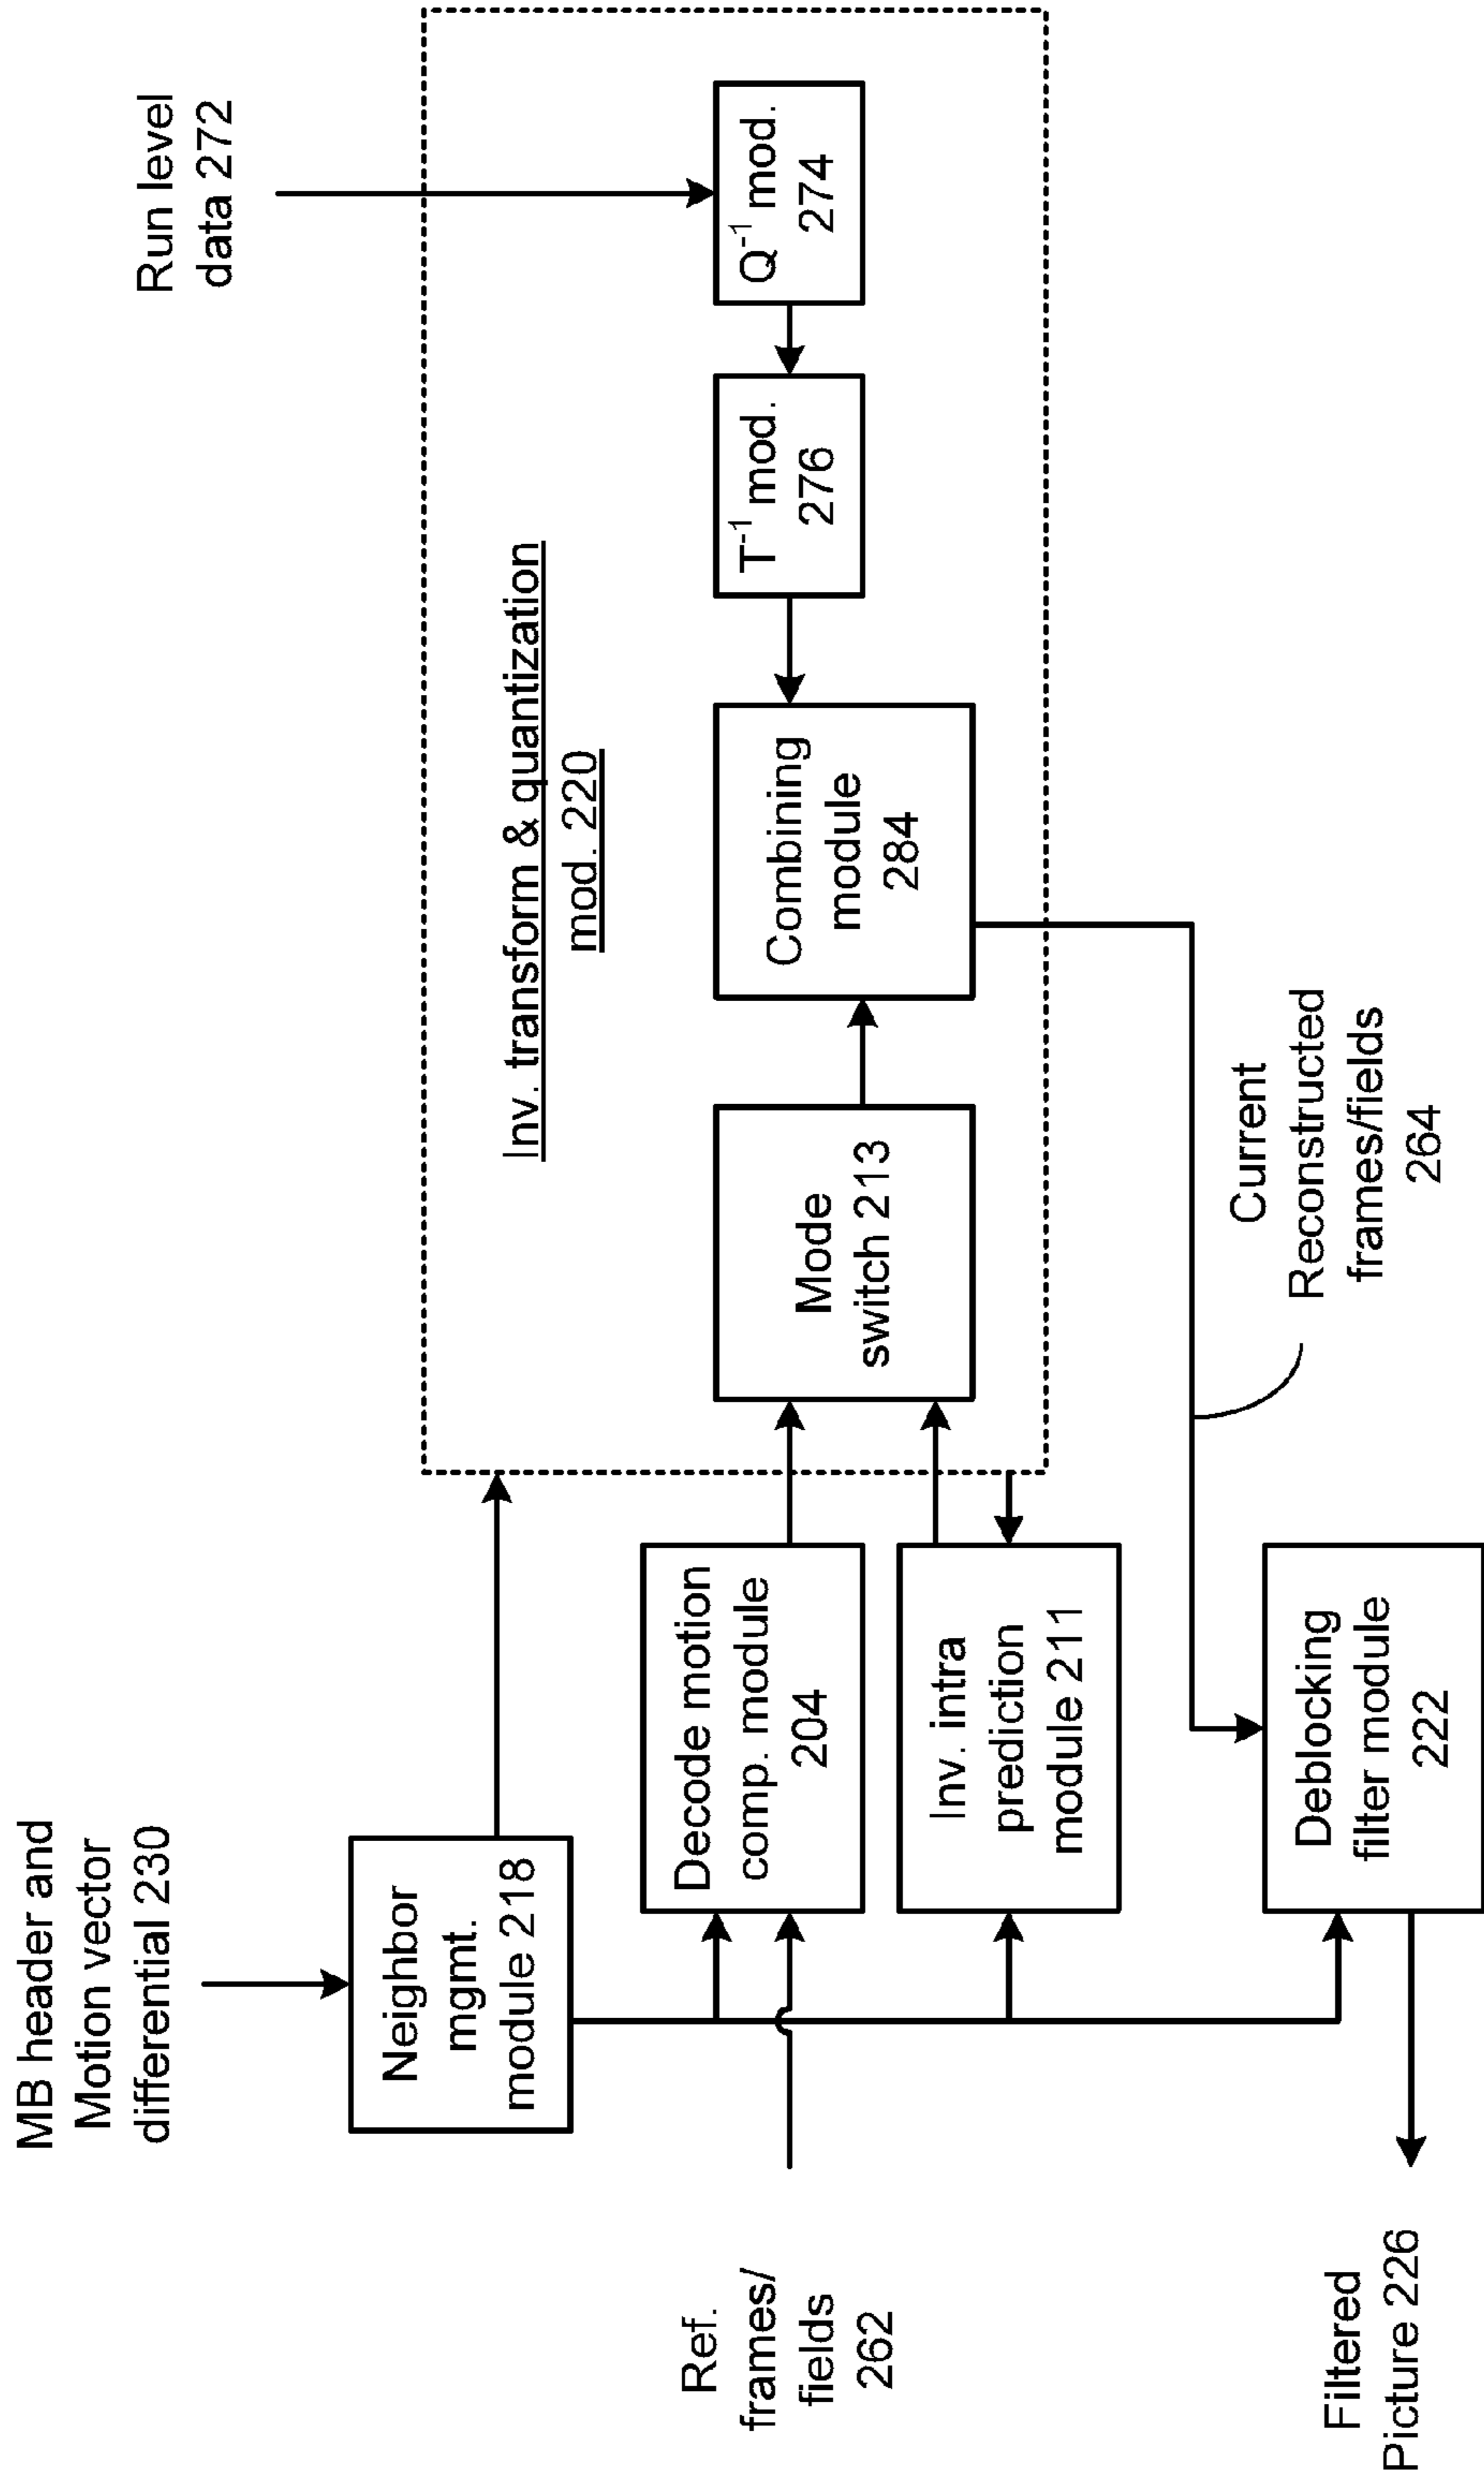 MB header and
Motion vector
differential 230
Run level
data 272
Neighbor
mgmt.
module 218
Inv. transform & quantization
mod. 220
Ref.
frames/
fields
262
Decode motion
comp. module
204
Mode
switch 213
Combining
module
284
T-1 mod.
276
Q-1 mod.
274
Inv. intra
prediction
module 211
Current
Reconstructed
frames/fields
264
Deblocking
filter module
222
Filtered
Picture 226